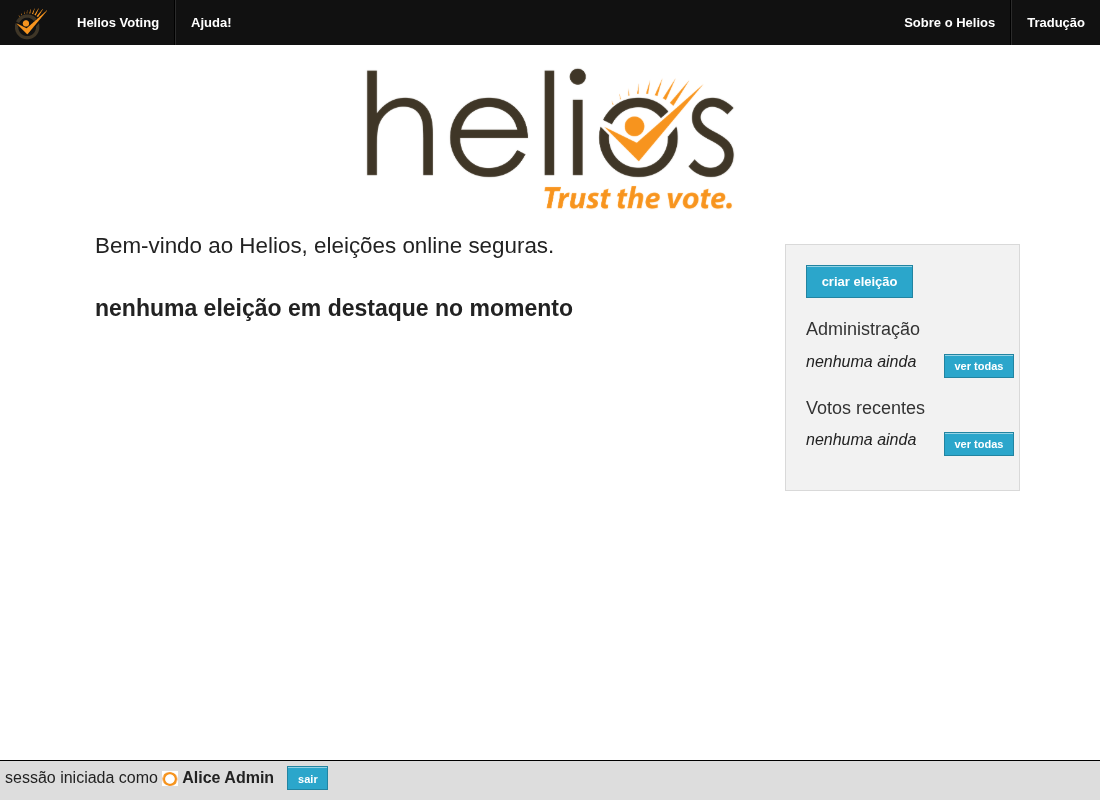 Helios Voting
Ajuda!
Sobre o Helios
Tradução
helios
Trust the vote.
Bem-vindo ao Helios, eleições online seguras.
nenhuma eleição em destaque no momento
criar eleição
Administração
nenhuma ainda
ver todas
Votos recentes
nenhuma ainda
ver todas
sessão iniciada como Alice Admin sair